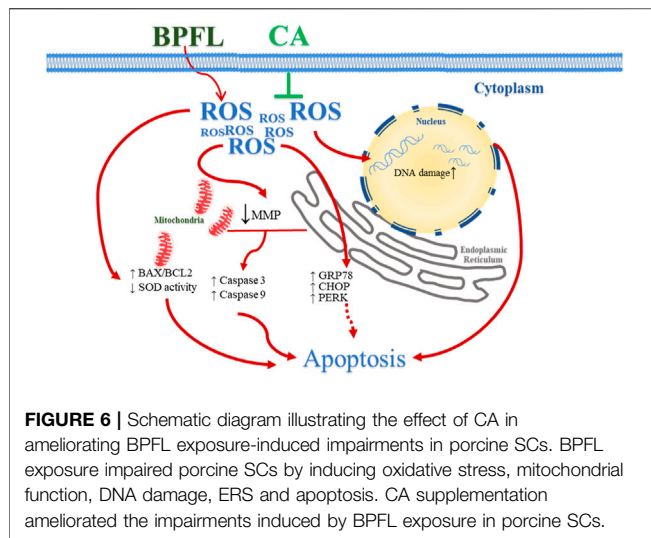 BPFL
CA
Cytoplasm
ROS ROS ROS
ROS ROS ROS
ROS
Nucleus
DNA damage↑
Mitochondria
↓ MMP
Endoplasmic
Reticulum
↑ BAX/BCL2
↓ SOD activity
↑ Caspase 3
↑ Caspase 9
↑ GRP78
↑ CHOP
↑ PERK
Apoptosis
FIGURE 6 | Schematic diagram illustrating the effect of CA in
ameliorating BPFL exposure-induced impairments in porcine SCs. BPFL
exposure impaired porcine SCs by inducing oxidative stress, mitochondrial
function, DNA damage, ERS and apoptosis. CA supplementation
ameliorated the impairments induced by BPFL exposure in porcine SCs.